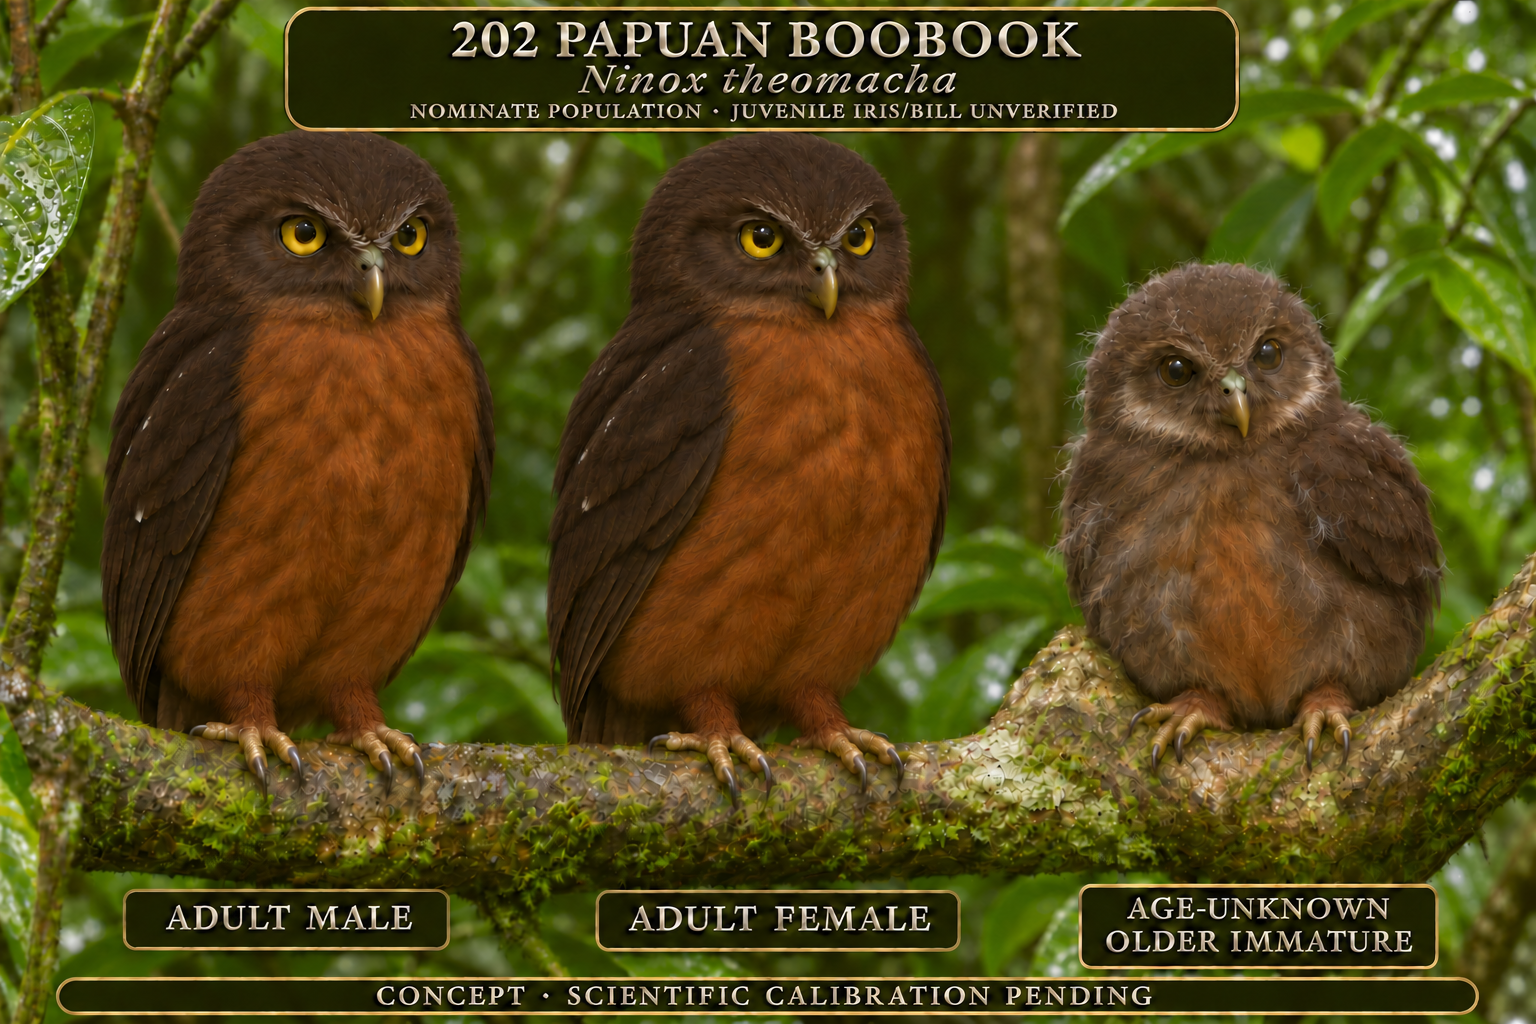 202 PAPUAN BOOBOOK
Ninox theomacha
NOMINATE POPULATION · JUVENILE IRIS/BILL UNVERIFIED
ADULT MALE
ADULT FEMALE
AGE-UNKNOWN
OLDER IMMATURE
CONCEPT · SCIENTIFIC CALIBRATION PENDING